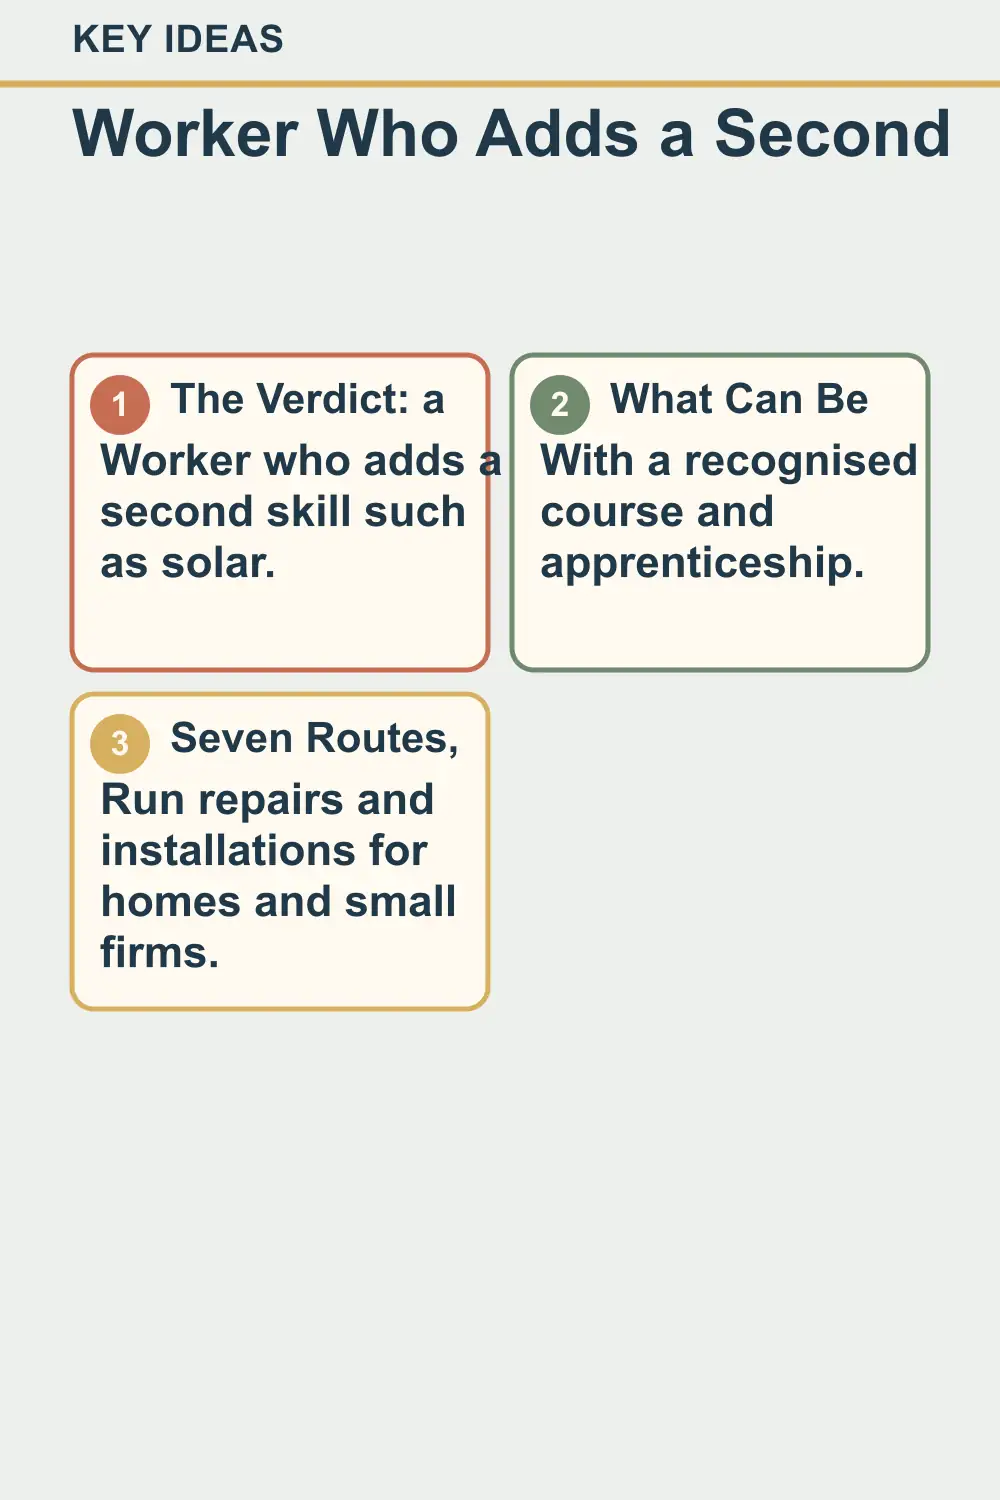 KEY IDEAS
Worker Who Adds a Second
1
The Verdict: a
Worker who adds a
second skill such
as solar.
2
What Can Be
With a recognised
course and
apprenticeship.
3
Seven Routes,
Run repairs and
installations for
homes and small
firms.